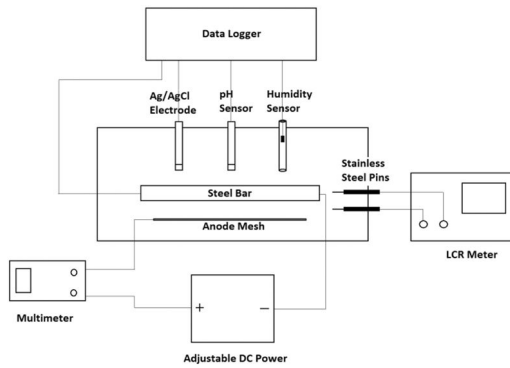 Data Logger
Ag/AgCl
Electrode
pH
Sensor
Humidity
Sensor
Stainless
Steel Pins
Steel Bar
Anode Mesh
LCR Meter
Multimeter
+
−
Adjustable DC Power